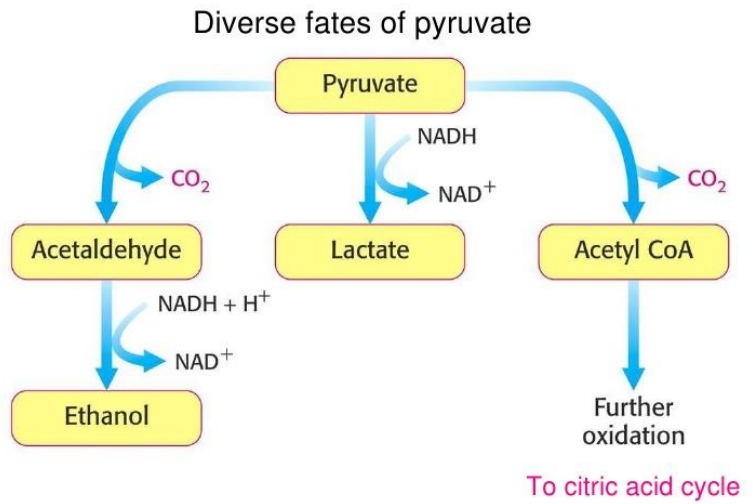 Diverse fates of pyruvate
Pyruvate
NADH
CO₂
NAD⁺
CO₂
Acetaldehyde
Lactate
Acetyl CoA
NADH + H⁺
NAD⁺
Ethanol
Further
oxidation
To citric acid cycle